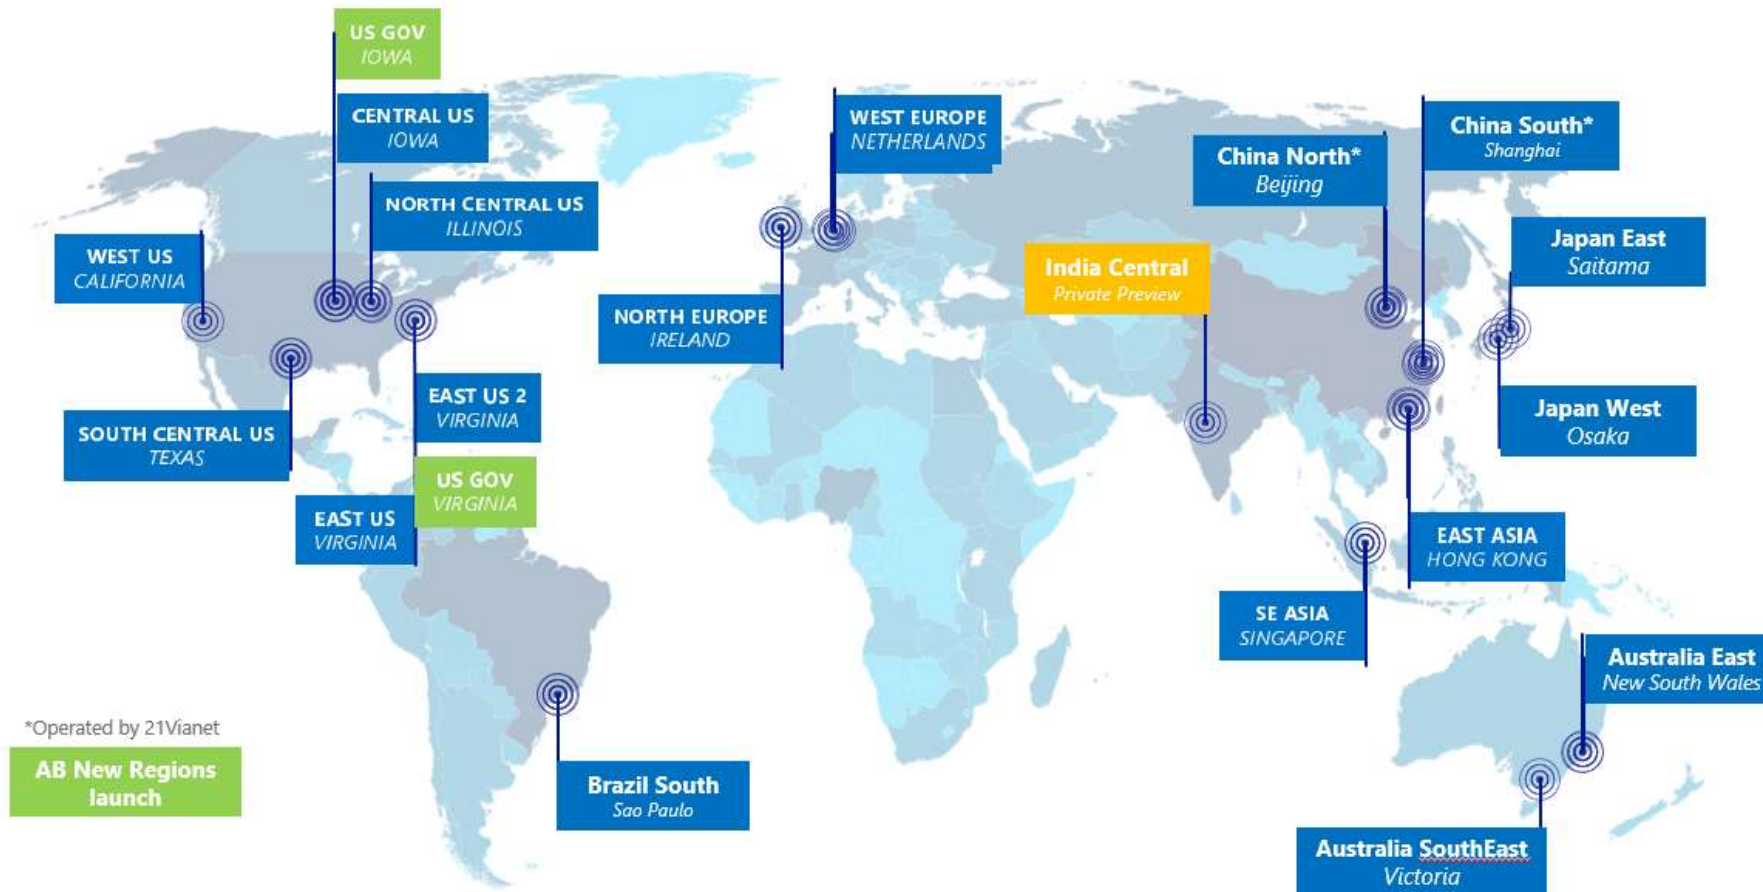 US GOV
IOWA
CENTRAL US
IOWA
NORTH CENTRAL US
ILLINOIS
WEST US
CALIFORNIA
SOUTH CENTRAL US
TEXAS
EAST US 2
VIRGINIA
US GOV
VIRGINIA
EAST US
VIRGINIA
Brazil South
Sao Paulo
WEST EUROPE
NETHERLANDS
NORTH EUROPE
IRELAND
India Central
Private Preview
China North*
Beijing
China South*
Shanghai
Japan East
Saitama
Japan West
Osaka
EAST ASIA
HONG KONG
SE ASIA
SINGAPORE
Australia East
New South Wales
Australia SouthEast
Victoria
*Operated by 21Vianet
AB New Regions
launch